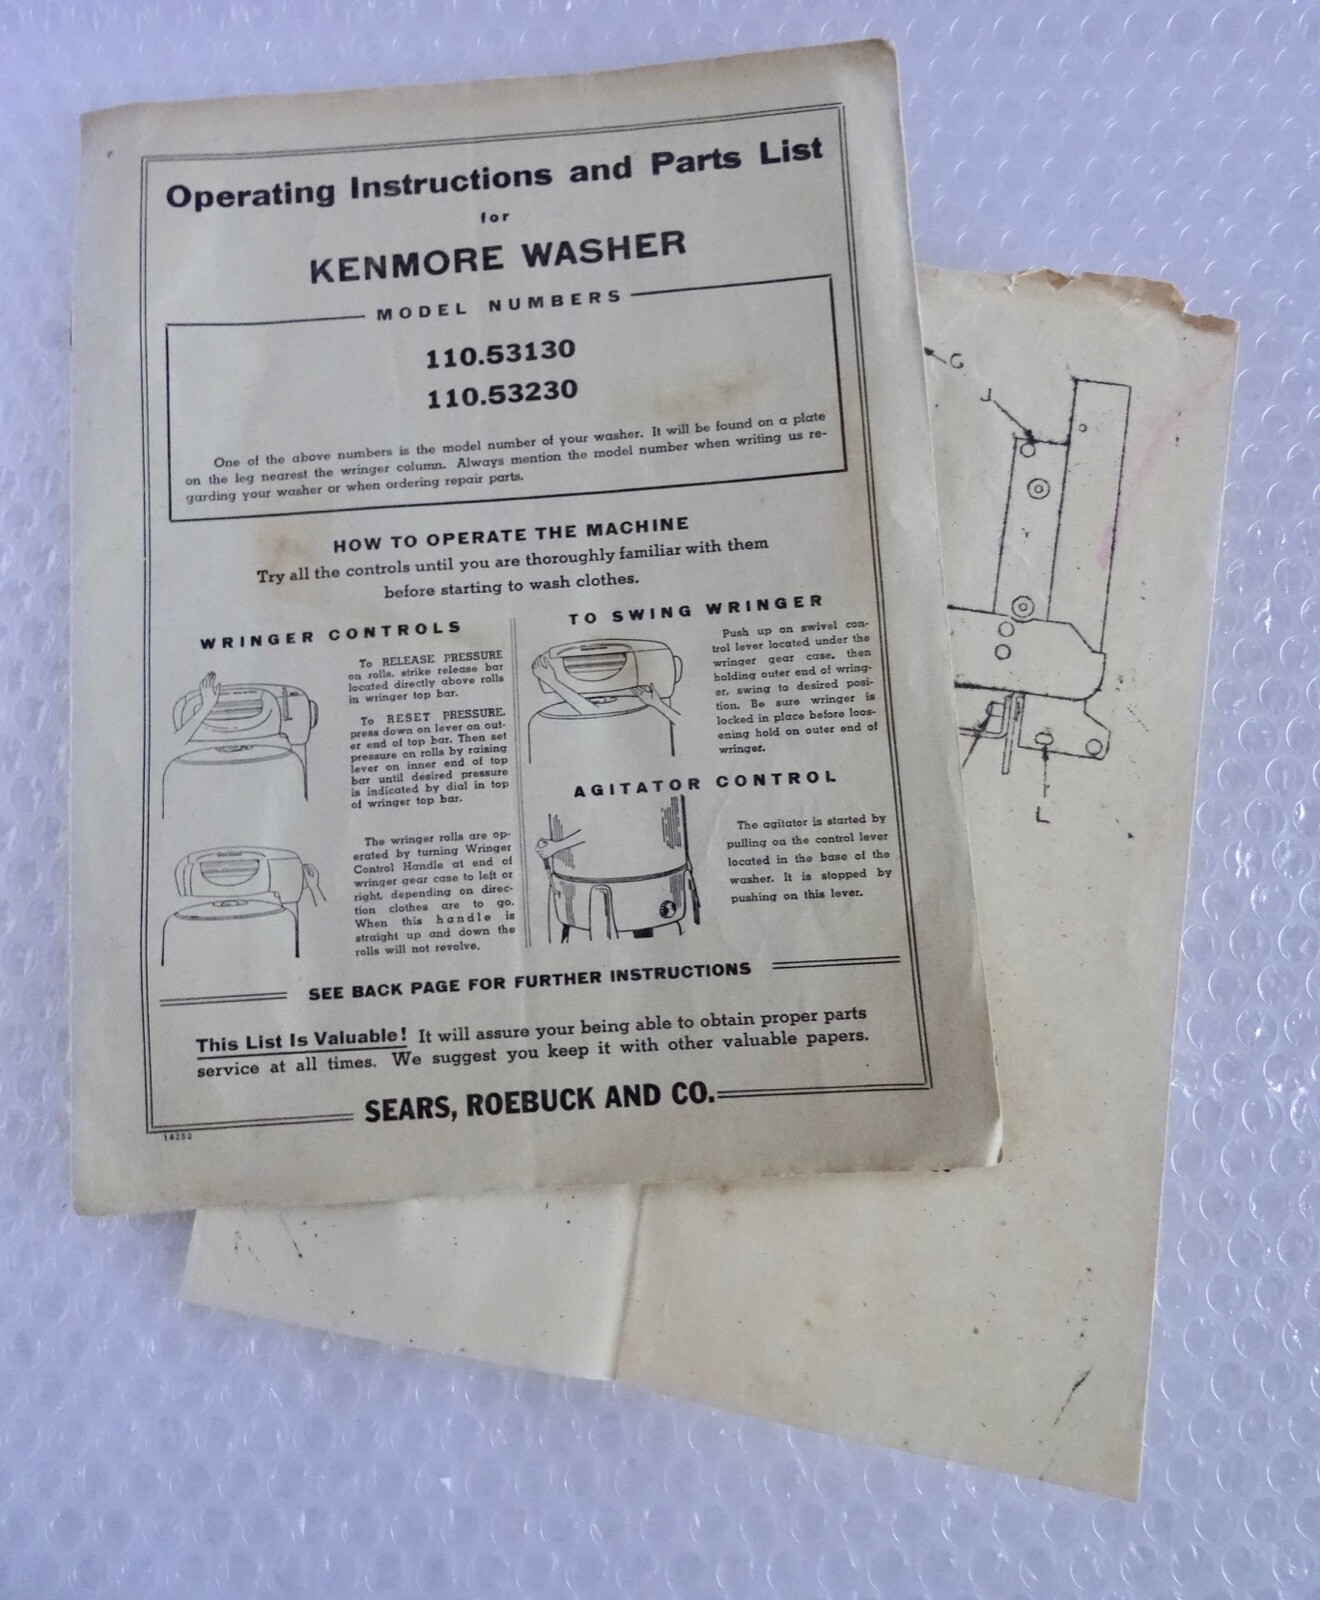 Operating Instructions and Parts List
for
KENMORE WASHER
MODEL NUMBERS
110.53130
110.53230
One of the above numbers is the model number of your washer. It will be found on a plate
on the leg nearest the wringer column. Always mention the model number when writing us re-
garding your washer or when ordering repair parts.
HOW TO OPERATE THE MACHINE
Try all the controls until you are thoroughly familiar with them
before starting to wash clothes.
WRINGER CONTROLS
To RELEASE PRESSURE
on rolls, strike release bar
located directly above rolls
in wringer top bar.
To RESET PRESSURE,
press down on lever on out-
er end of top bar. Then set
pressure on rolls by raising
lever on inner end of top
bar until desired pressure
is indicated by dial in top
of wringer top bar.
The wringer rolls are op-
erated by turning Wringer
Control Handle at end of
wringer gear case to left or
right, depending on direc-
tion clothes are to go.
When this handle is
straight up and down the
rolls will not revolve.
TO SWING WRINGER
Push up on swivel con-
trol lever located under the
wringer gear case, then
holding outer end of wring-
er, swing to desired posi-
tion. Be sure wringer is
locked in place before loos-
ening hold on outer end of
wringer.
AGITATOR CONTROL
The agitator is started by
pulling on the control lever
located in the base of the
washer. It is stopped by
pushing on this lever.
SEE BACK PAGE FOR FURTHER INSTRUCTIONS
This List Is Valuable! It will assure your being able to obtain proper parts
service at all times. We suggest you keep it with other valuable papers.
SEARS, ROEBUCK AND CO.
14252
G
J
L